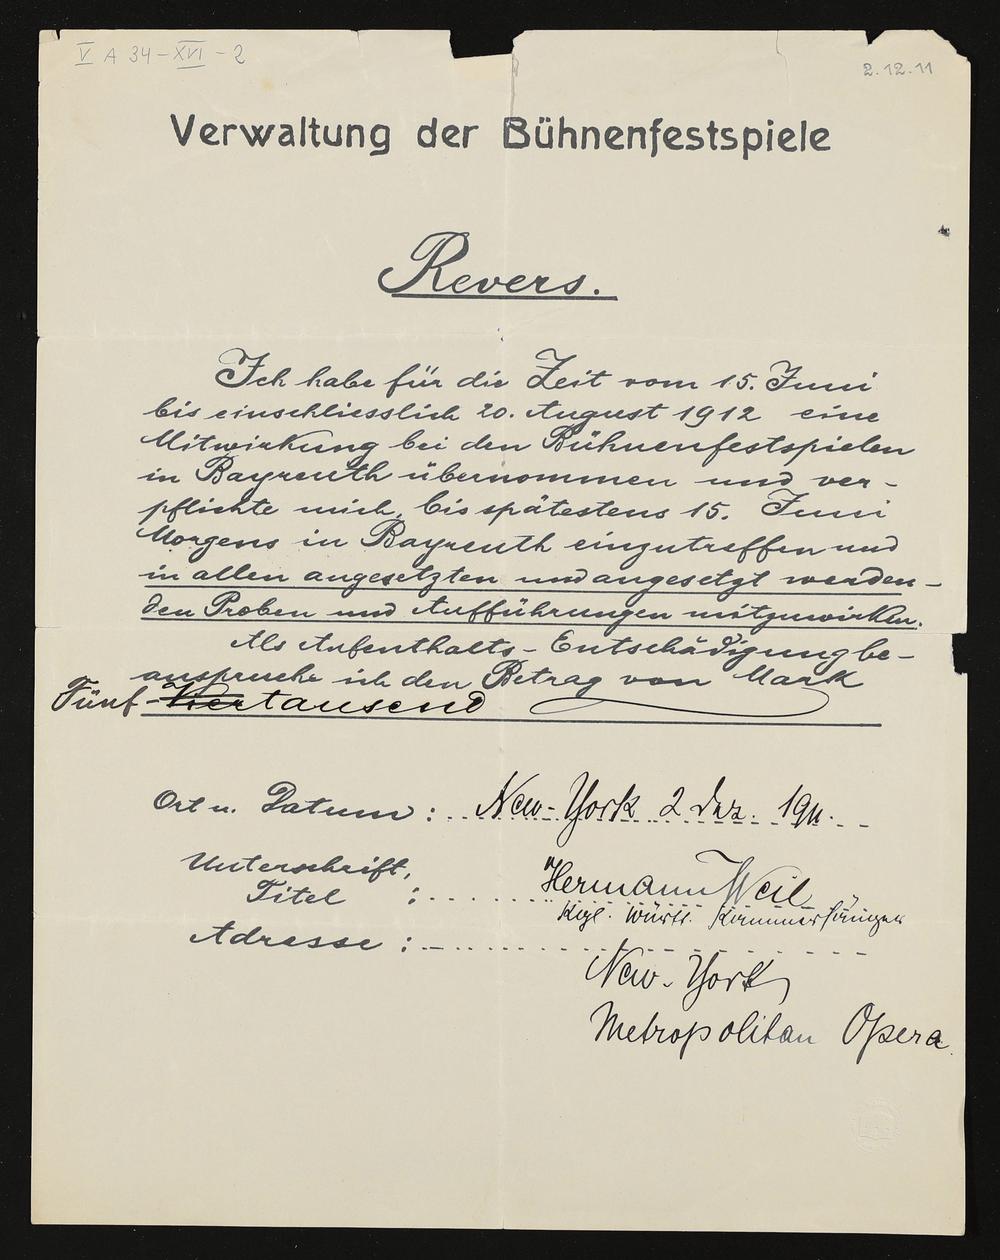 V A 34-XVI-2
2.12.11
Verwaltung der Bühnenfestspiele
Revers.
Ich habe für die Zeit vom 15. Juni
bis einschliesslich 20. August 1912 eine
Mitwirkung bei den Bühnenfestspielen
in Bayreuth übernommen und ver-
pflichte mich, bis spätestens 15. Juni
Morgens in Bayreuth einzutreffen und
in allen angesetzten und angesetzt werden-
den Proben und Aufführungen mitzuwirken.
Als Aufenthalts-Entschädigung be-
anspruche ich den Betrag von Mark
Fünf-Viertausend
Ort u. Datum: New-York 2 Dez. 1911.
Unterschrift, Hermann Weil
Titel : Kgl. Württ. Kammersänger
Adresse :
New-York
Metropolitan Opera.